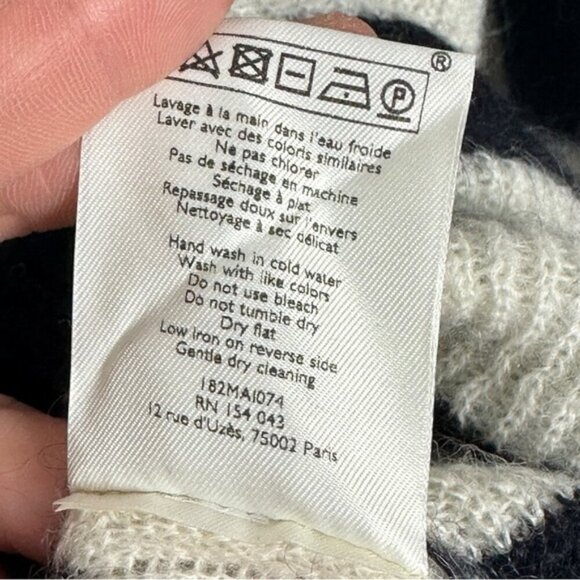 ®
P
Lavage à la main dans l'eau froide
Laver avec des coloris similaires
Ne pas chlorer
Pas de séchage en machine
Séchage à plat
Repassage doux sur l'envers
Nettoyage à sec délicat
Hand wash in cold water
Wash with like colors
Do not use bleach
Do not tumble dry
Dry flat
Low iron on reverse side
Gentle dry cleaning
182MAI074
RN 154 043
12 rue d'Uzès, 75002 Paris